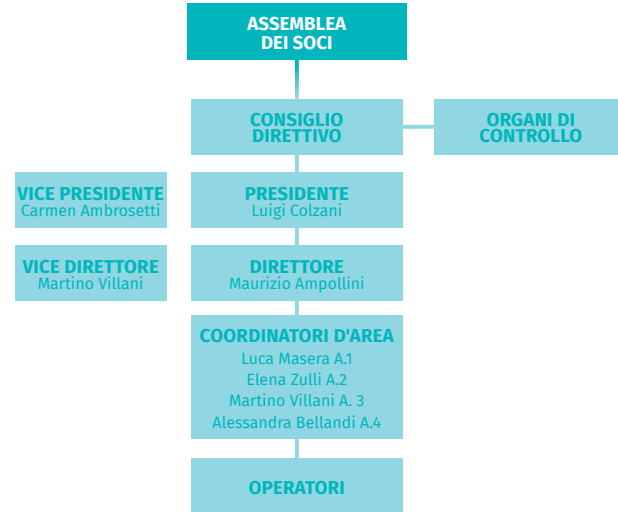 ASSEMBLEA
DEI SOCI
CONSIGLIO
DIRETTIVO
ORGANI DI
CONTROLLO
VICE PRESIDENTE
Carmen Ambrosetti
PRESIDENTE
Luigi Colzani
VICE DIRETTORE
Martino Villani
DIRETTORE
Maurizio Ampollini
COORDINATORI D'AREA
Luca Masera A.1
Elena Zulli A.2
Martino Villani A. 3
Alessandra Bellandi A.4
OPERATORI